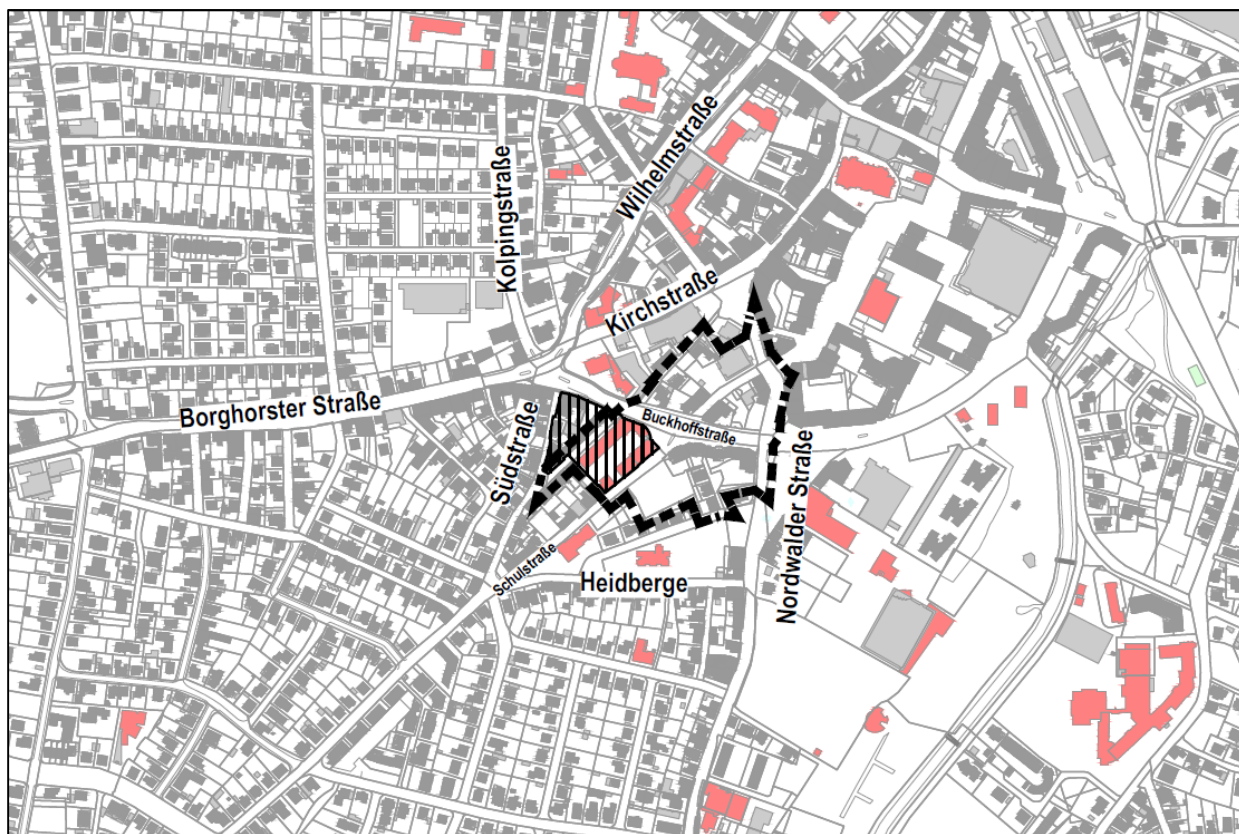 Wilhelmstraße
Kolpingstraße
Kirchstraße
Borghorster Straße
Buckhoffstraße
Südstraße
Nordwalder Straße
Schulstraße
Heidberge